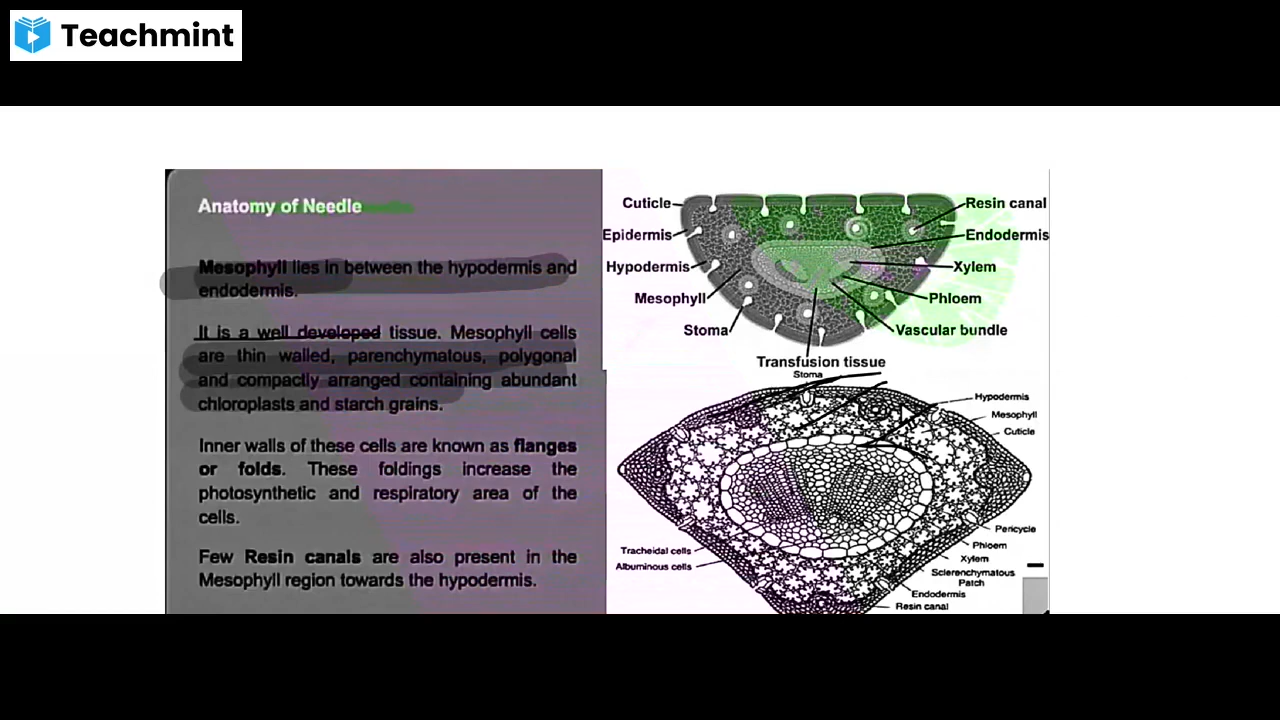 Teachmint
Anatomy of Needle
Mesophyll lies in between the hypodermis and
endodermis.
It is a well developed tissue. Mesophyll cells
are thin walled, parenchymatous, polygonal
and compactly arranged containing abundant
chloroplasts and starch grains.
Inner walls of these cells are known as flanges
or folds. These foldings increase the
photosynthetic and respiratory area of the
cells.
Few Resin canals are also present in the
Mesophyll region towards the hypodermis.
Cuticle
Epidermis
Hypodermis
Mesophyll
Stoma
Resin canal
Endodermis
Xylem
Phloem
Vascular bundle
Transfusion tissue
Stoma
Hypodermis
Mesophyll
Cuticle
Tracheidal cells
Albuminous cells
Pericycle
Phloem
Xylem
Sclerenchymatous
Patch
Endodermis
Resin canal